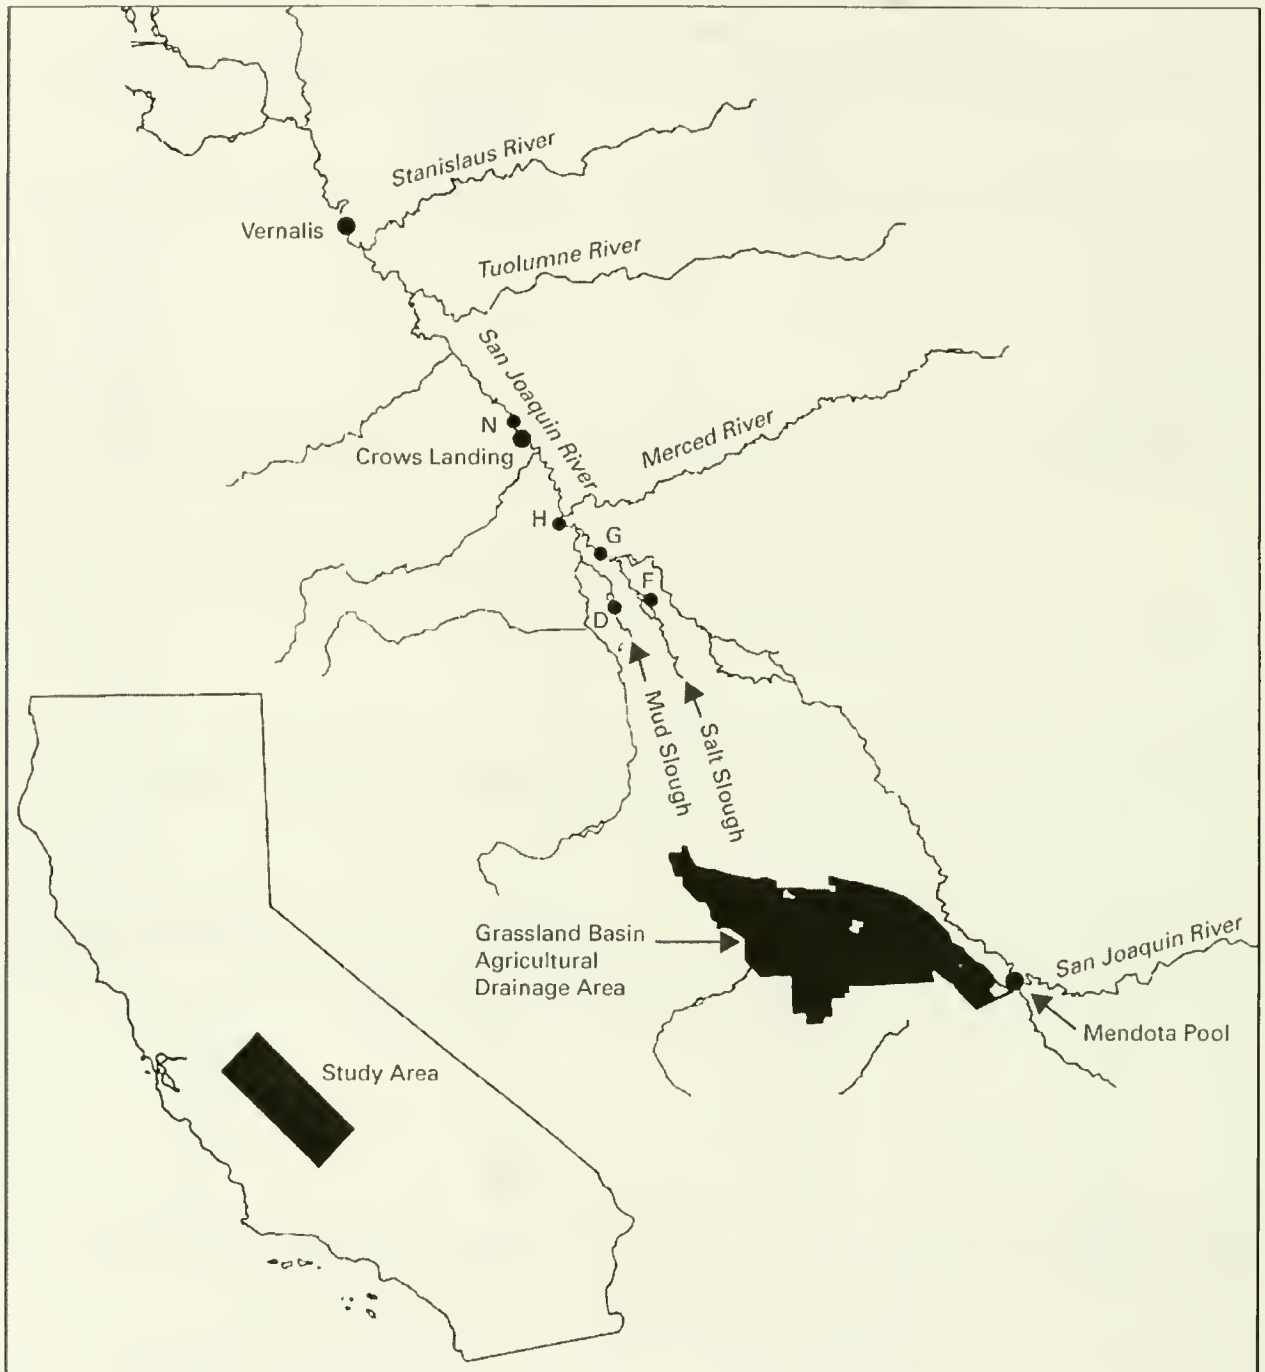 Stanislaus River
Vernalis
Tuolumne River
San Joaquin River
N
Crows Landing
Merced River
H
G
F
D
Mud Slough
Salt Slough
Grassland Basin
Agricultural
Drainage Area
San Joaquin River
Mendota Pool
Study Area